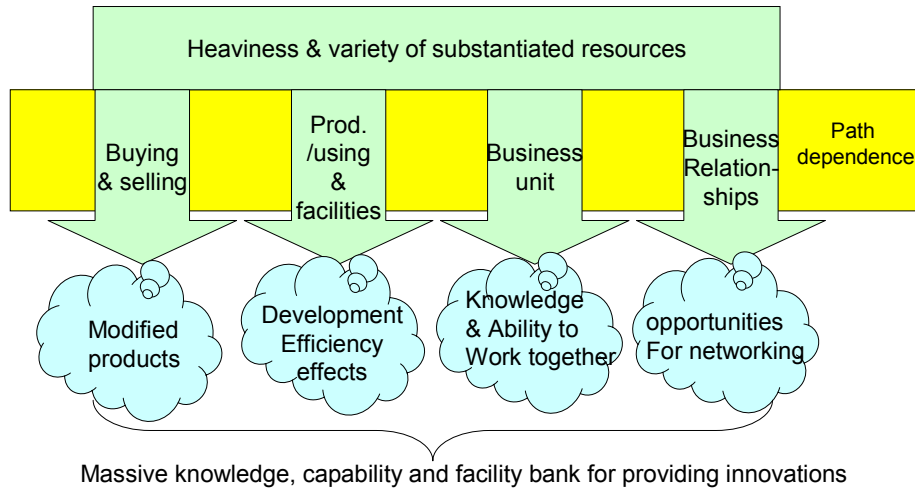 Heaviness & variety of substantiated resources
Buying
& selling
Prod.
/using
&
facilities
Business
unit
Business
Relation-
ships
Path
dependence
Modified
products
Development
Efficiency
effects
Knowledge
& Ability to
Work together
opportunities
For networking
Massive knowledge, capability and facility bank for providing innovations